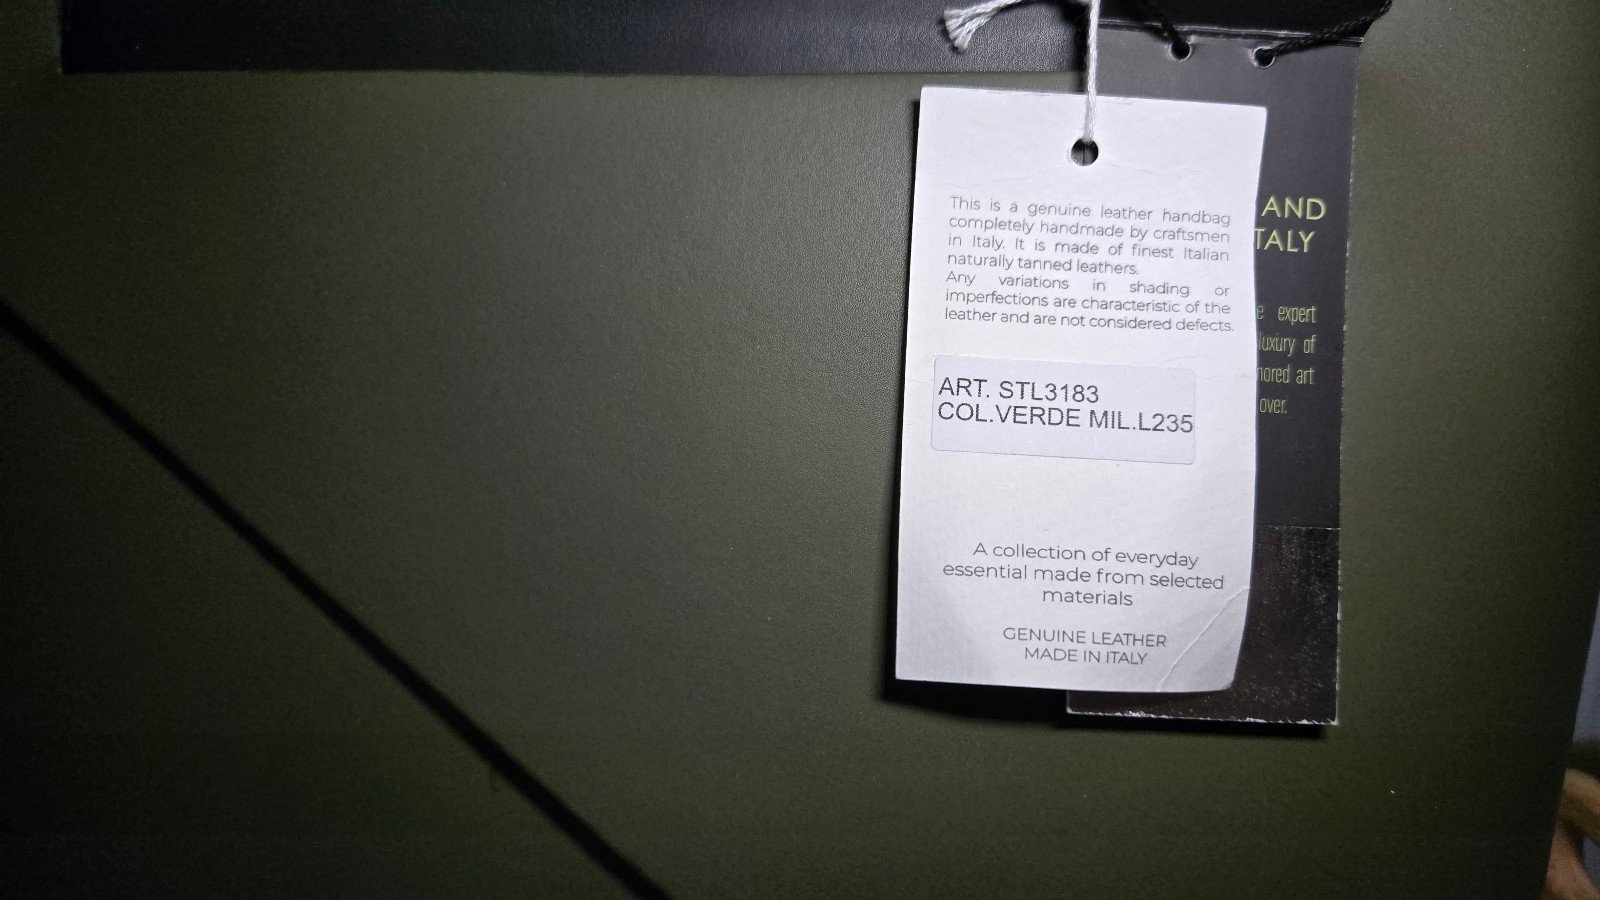 This is a genuine leather handbag
completely handmade by craftsmen
in Italy. It is made of finest Italian
naturally tanned leathers.
Any variations in shading or
imperfections are characteristic of the
leather and are not considered defects.
ART. STL3183
COL.VERDE MIL.L235
A collection of everyday
essential made from selected
materials
GENUINE LEATHER
MADE IN ITALY
AND
ITALY
expert
luxury of
art
over.